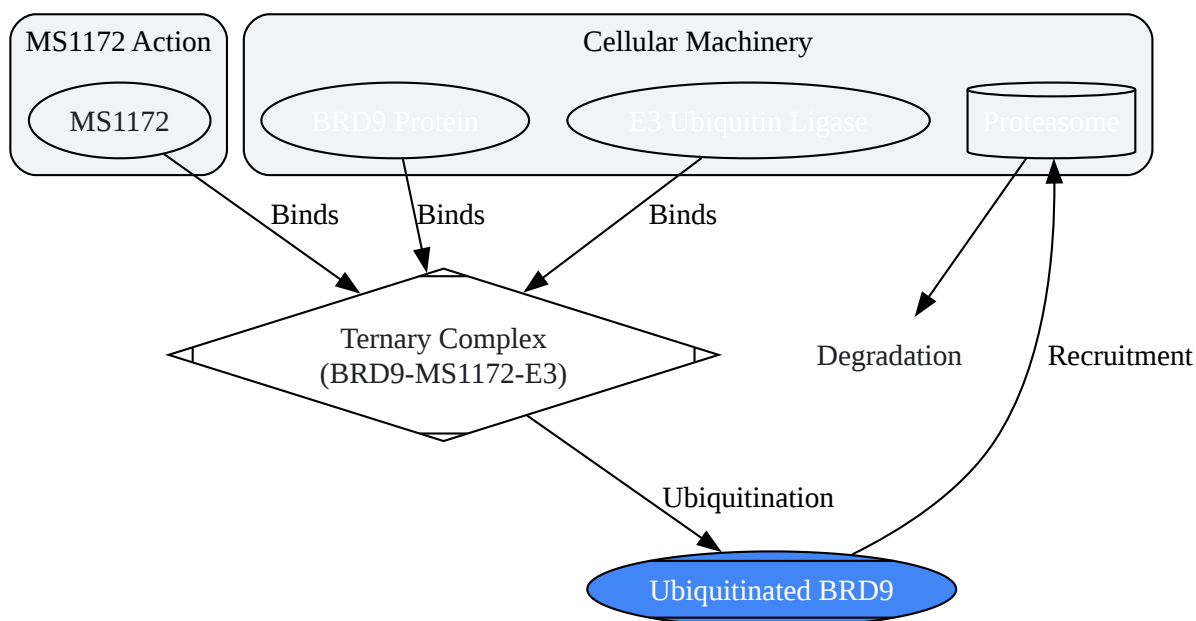 MS1172 Action
Cellular Machinery
MS1172
BRD9 Protein
E3 Ubiquitin Ligase
Proteasome
Binds
Binds
Binds
Ternary Complex
(BRD9-MS1172-E3)
Degradation
Recruitment
Ubiquitination
Ubiquitinated BRD9